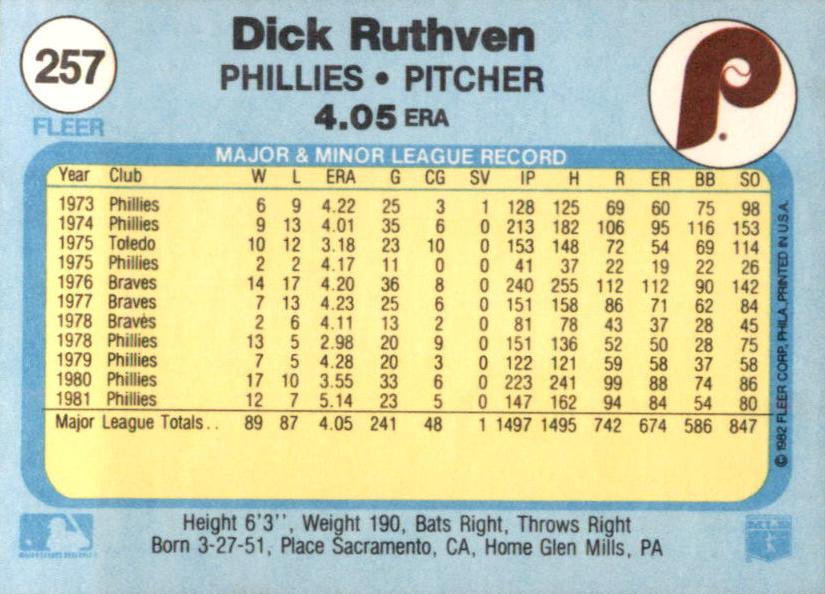 257
FLEER
Dick Ruthven
PHILLIES • PITCHER
4.05 ERA
MAJOR & MINOR LEAGUE RECORD
Year Club W L ERA G CG SV IP H R ER BB SO
1973 Phillies 6 9 4.22 25 3 1 128 125 69 60 75 98
1974 Phillies 9 13 4.01 35 6 0 213 182 106 95 116 153
1975 Toledo 10 12 3.18 23 10 0 153 148 72 54 69 114
1975 Phillies 2 2 4.17 11 0 0 41 37 22 19 22 26
1976 Braves 14 17 4.20 36 8 0 240 255 112 112 90 142
1977 Braves 7 13 4.23 25 6 0 151 158 86 71 62 84
1978 Braves 2 6 4.11 13 2 0 81 78 43 37 28 45
1978 Phillies 13 5 2.98 20 9 0 151 136 52 50 28 75
1979 Phillies 7 5 4.28 20 3 0 122 121 59 58 37 58
1980 Phillies 17 10 3.55 33 6 0 223 241 99 88 74 86
1981 Phillies 12 7 5.14 23 5 0 147 162 94 84 54 80
Major League Totals.. 89 87 4.05 241 48 1 1497 1495 742 674 586 847
© 1982 FLEER CORP. PHILA. PRINTED IN U.S.A.
Height 6'3'', Weight 190, Bats Right, Throws Right
Born 3-27-51, Place Sacramento, CA, Home Glen Mills, PA